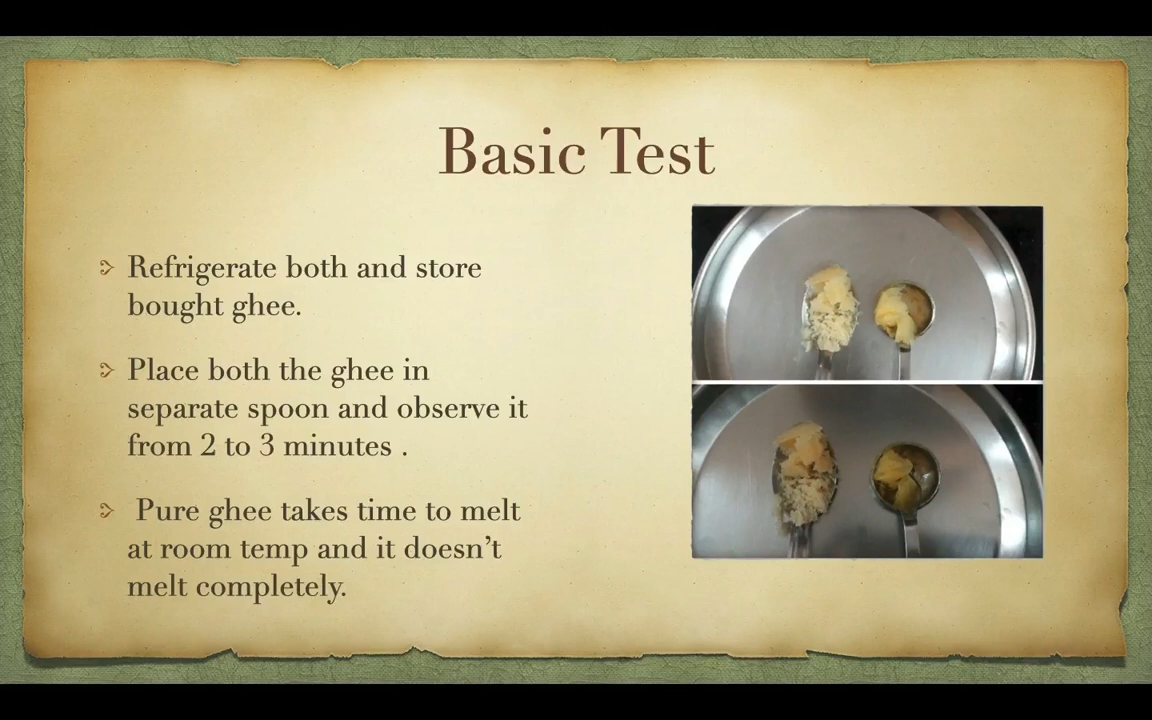 Basic Test
Refrigerate both and store
bought ghee.
Place both the ghee in
separate spoon and observe it
from 2 to 3 minutes .
Pure ghee takes time to melt
at room temp and it doesn’t
melt completely.